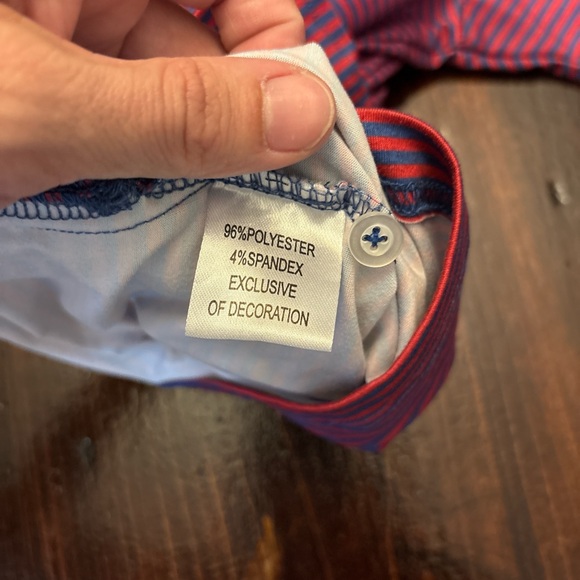 96%POLYESTER
4%SPANDEX
EXCLUSIVE
OF DECORATION